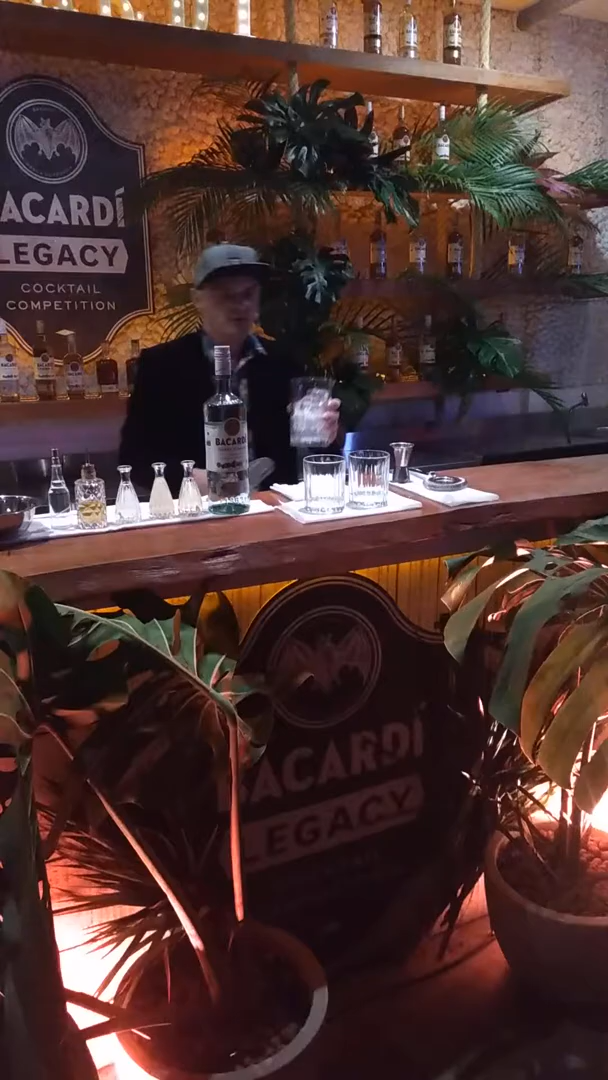 BACARDÍ
LEGACY
COCKTAIL
COMPETITION
BACARDÍ
BACARDÍ
LEGACY